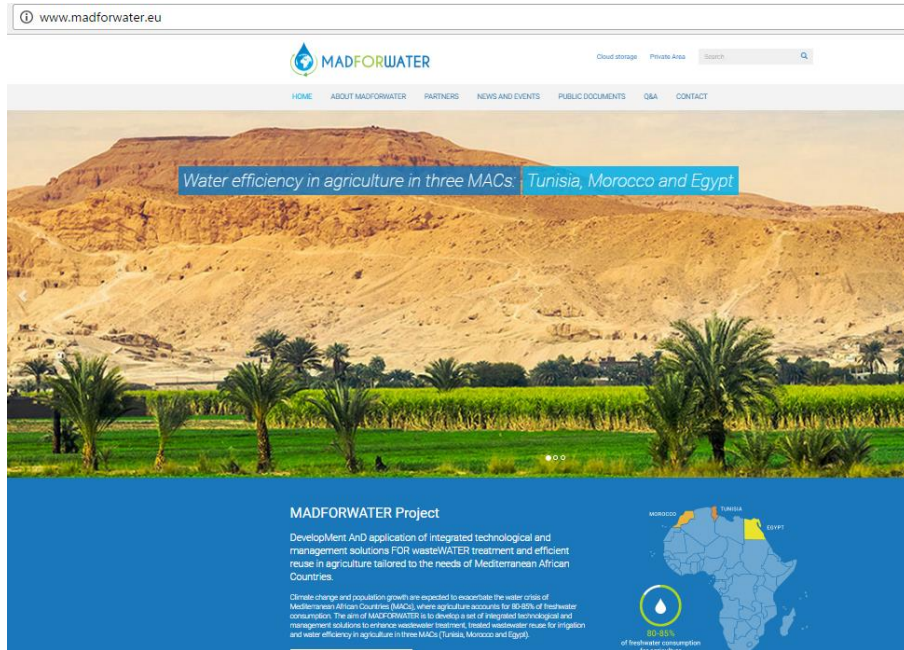 www.madforwater.eu
MADFORWATER
Cloud storage Private Area Search
HOME ABOUT MADFORWATER PARTNERS NEWS AND EVENTS PUBLIC DOCUMENTS Q&A CONTACT
Water efficiency in agriculture in three MACs: Tunisia, Morocco and Egypt
MADFORWATER Project
DevelopMent AnD application of integrated technological and
management solutions FOR wasteWATER treatment and efficient
reuse in agriculture tailored to the needs of Mediterranean African
Countries.
Climate change and population growth are expected to exacerbate the water crisis of
Mediterranean African Countries (MACs), where agriculture accounts for 80-85% of freshwater
consumption. The aim of MADFORWATER is to develop a set of integrated technological and
management solutions to enhance wastewater treatment, treated wastewater reuse for irrigation
and water efficiency in agriculture in three MACs (Tunisia, Morocco and Egypt).
MOROCCO
TUNISIA
EGYPT
80-85%
of freshwater consumption
for agriculture